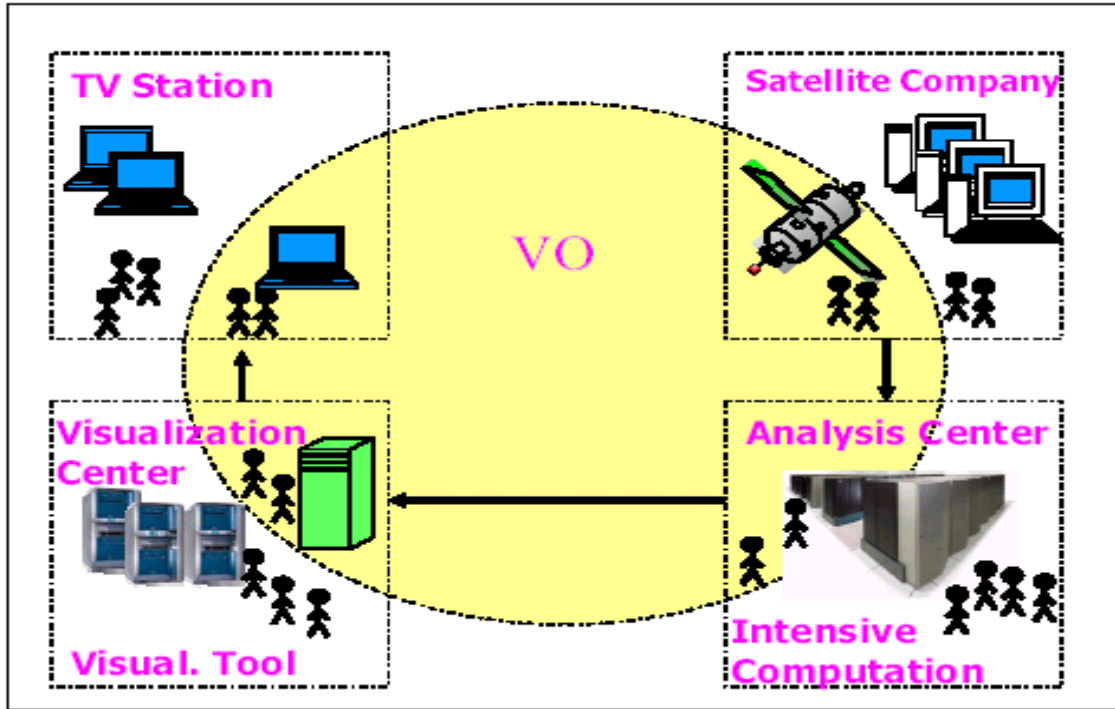 TV Station
Satellite Company
VO
Visualization
Center
Analysis Center
Visual. Tool
Intensive
Computation